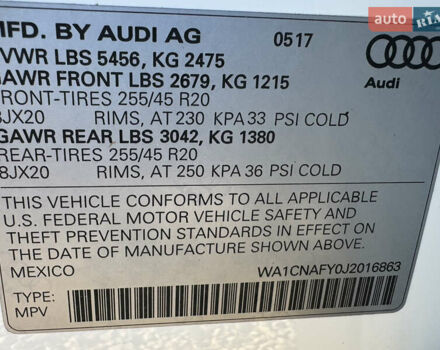 AUTO RIA
MFD. BY AUDI AG 0517
GVWR LBS 5456, KG 2475
GAWR FRONT LBS 2679, KG 1215
FRONT-TIRES 255/45 R20
8JX20 RIMS, AT 230 KPA 33 PSI COLD
GAWR REAR LBS 3042, KG 1380
REAR-TIRES 255/45 R20
8JX20 RIMS, AT 250 KPA 36 PSI COLD
Audi
THIS VEHICLE CONFORMS TO ALL APPLICABLE
U.S. FEDERAL MOTOR VEHICLE SAFETY AND
THEFT PREVENTION STANDARDS IN EFFECT ON THE
DATE OF MANUFACTURE SHOWN ABOVE.
MEXICO WA1CNAFY0J2016863
TYPE:
MPV